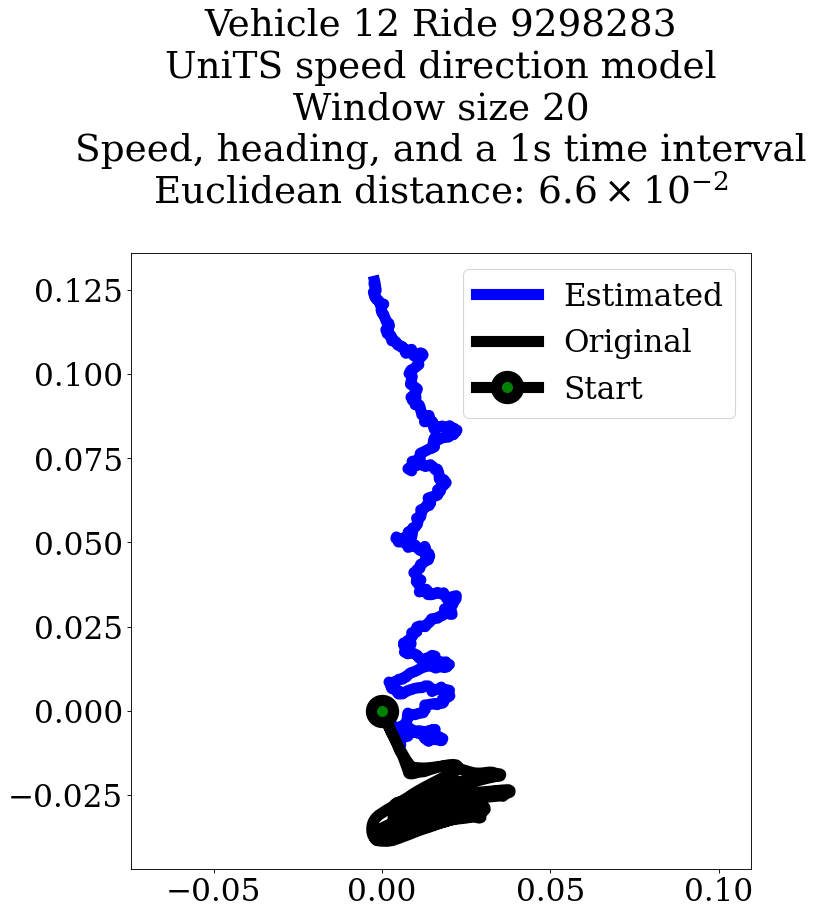 Vehicle 12 Ride 9298283
UniTS speed direction model
Window size 20
Speed, heading, and a 1s time interval
Euclidean distance: 6.6 × 10⁻²
Estimated
Original
Start
0.125
0.100
0.075
0.050
0.025
0.000
−0.025
−0.05
0.00
0.05
0.10